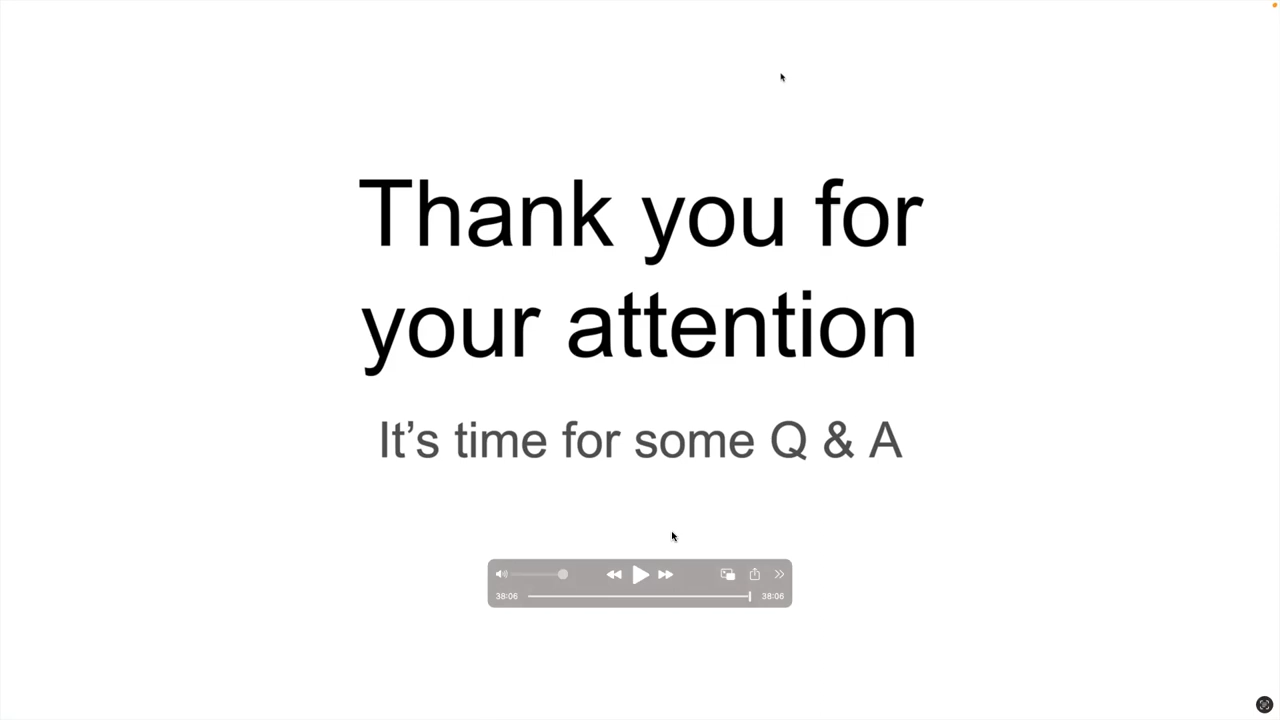 Thank you for
your attention
It’s time for some Q & A
38:06 38:06